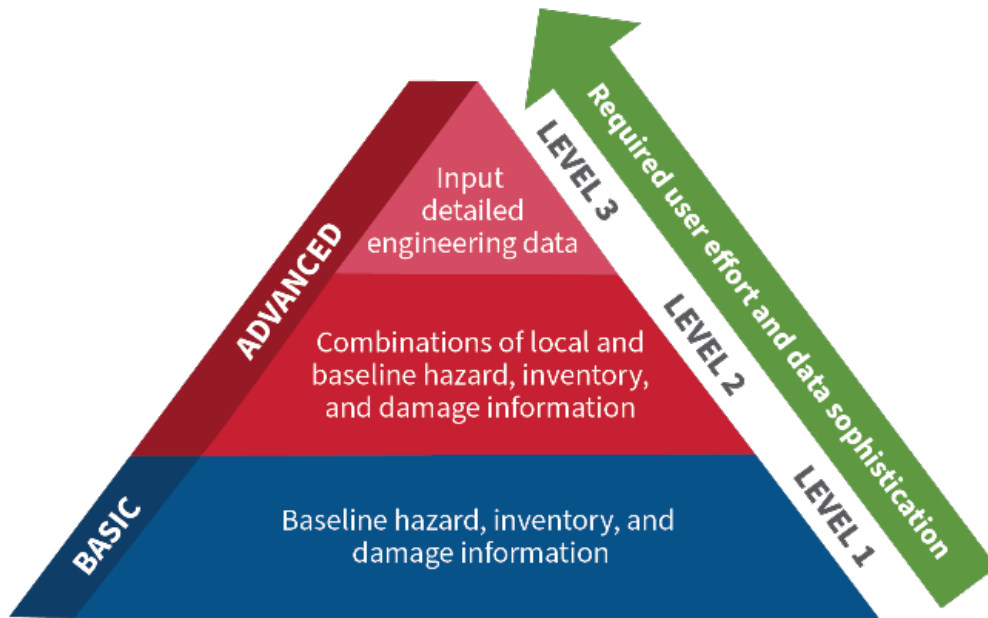 Input
detailed
engineering data
Combinations of local and
baseline hazard, inventory,
and damage information
Baseline hazard, inventory, and
damage information
ADVANCED
BASIC
LEVEL 3
LEVEL 2
LEVEL 1
Required user effort and data sophistication